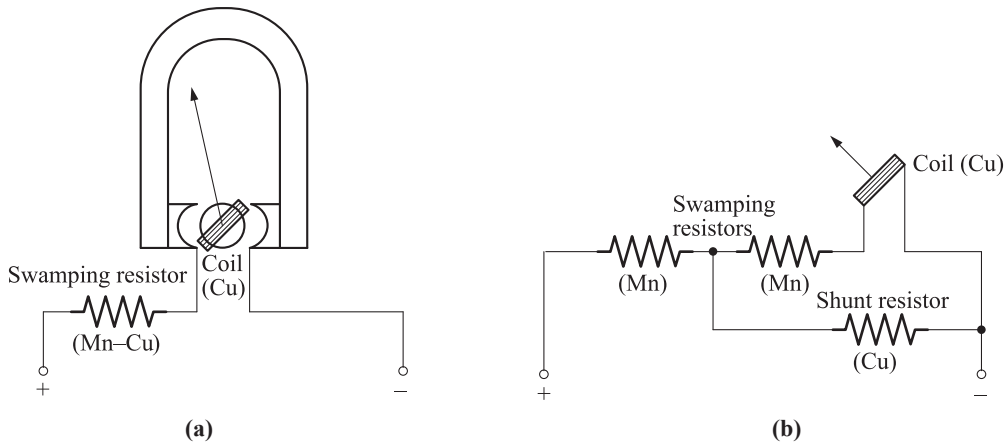 Swamping resistor
(Mn–Cu)
Coil
(Cu)
+
–
(a)
Swamping
resistors
(Mn)
(Mn)
Coil (Cu)
Shunt resistor
(Cu)
+
–
(b)